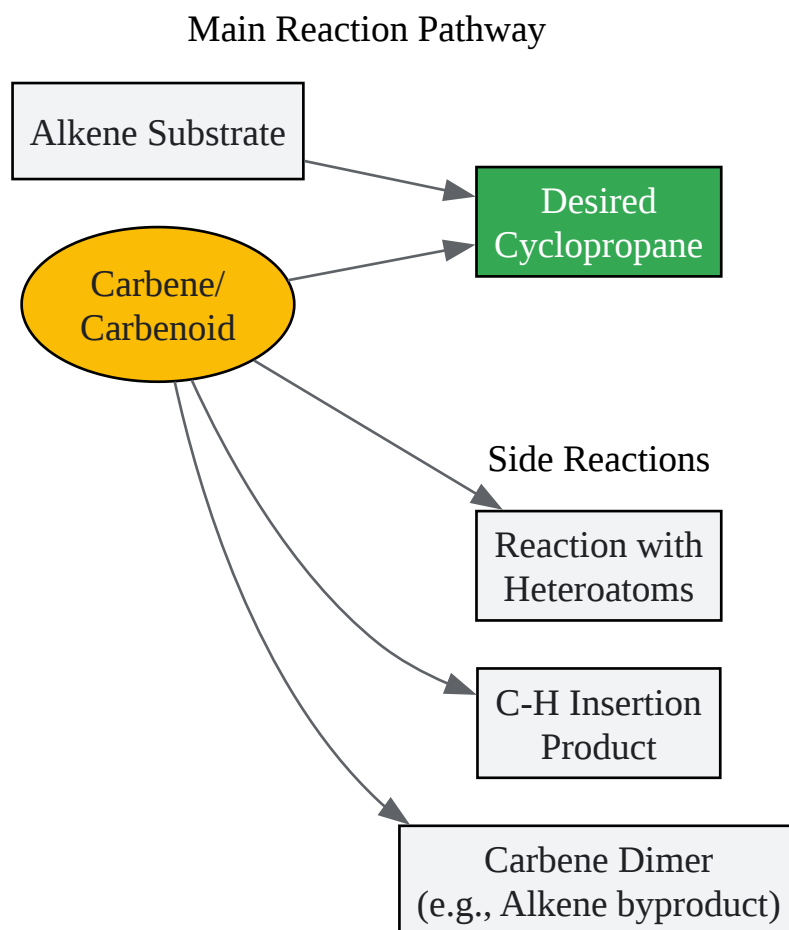 Main Reaction Pathway
Alkene Substrate
Desired
Cyclopropane
Carbene/
Carbenoid
Side Reactions
Reaction with
Heteroatoms
C-H Insertion
Product
Carbene Dimer
(e.g., Alkene byproduct)